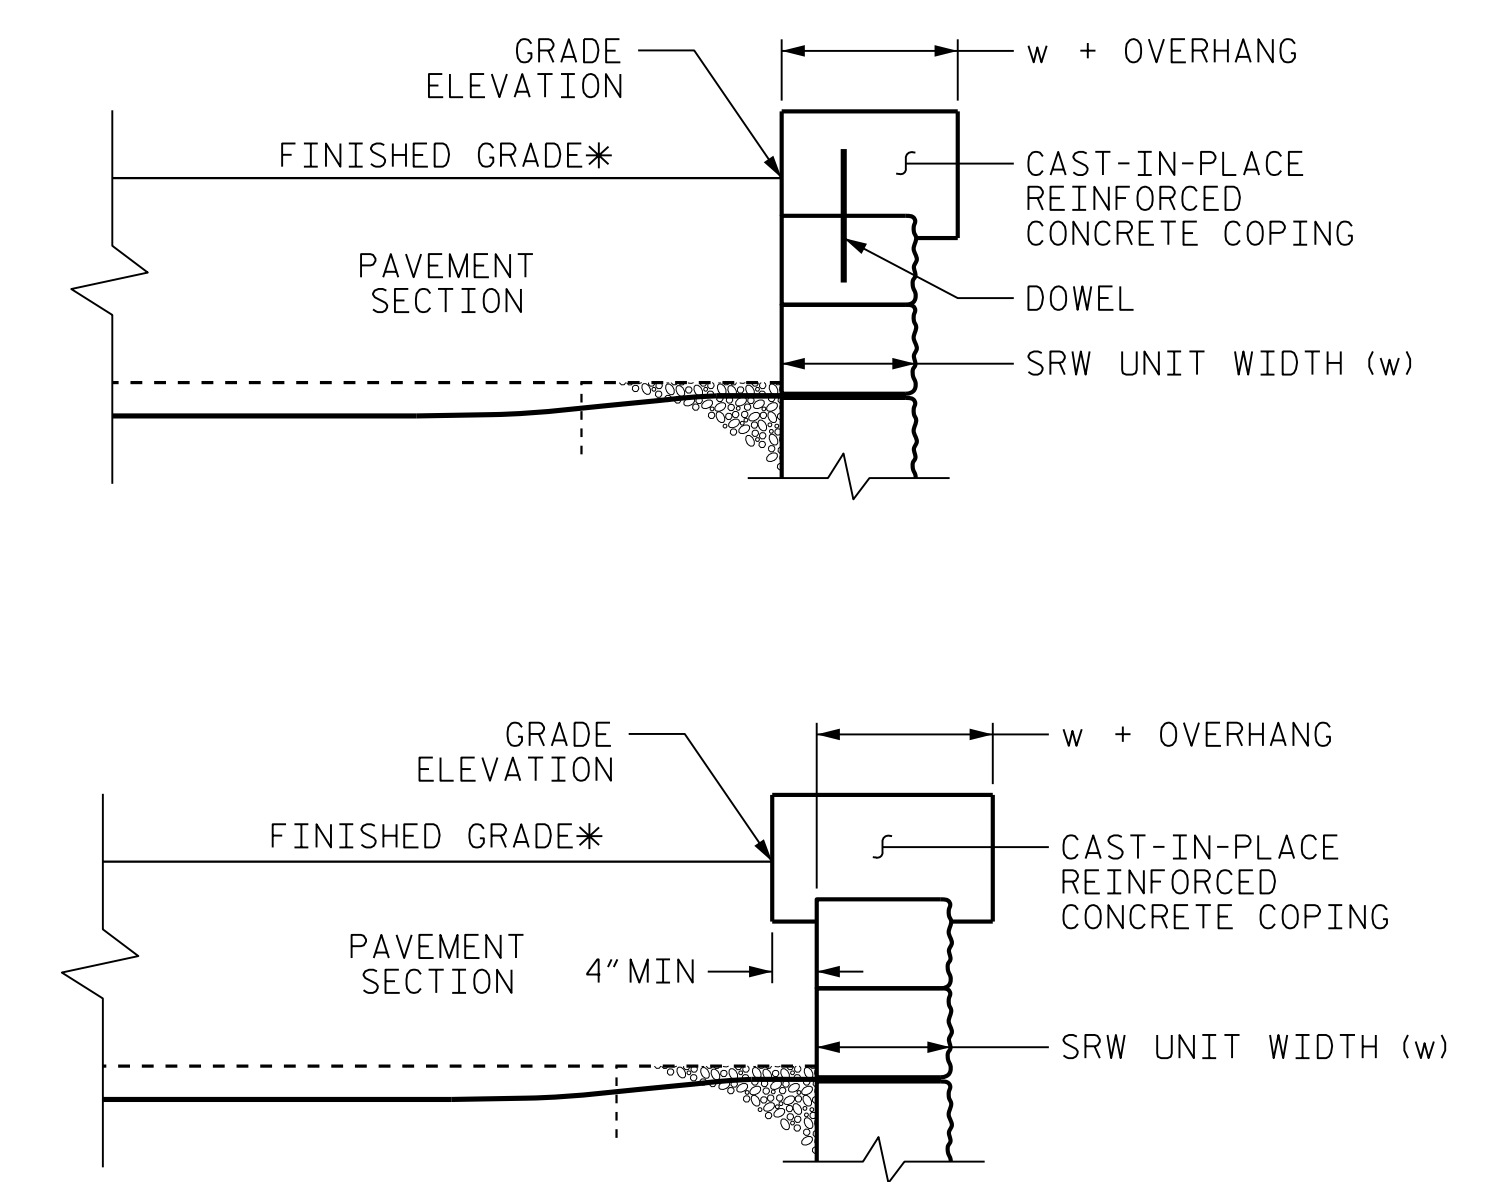 GRADE
ELEVATION
w + OVERHANG
FINISHED GRADE*
CAST-IN-PLACE
REINFORCED
CONCRETE COPING
PAVEMENT
SECTION
DOWEL
SRW UNIT WIDTH (w)
GRADE
ELEVATION
w + OVERHANG
FINISHED GRADE*
CAST-IN-PLACE
REINFORCED
CONCRETE COPING
PAVEMENT
SECTION
4" MIN
SRW UNIT WIDTH (w)